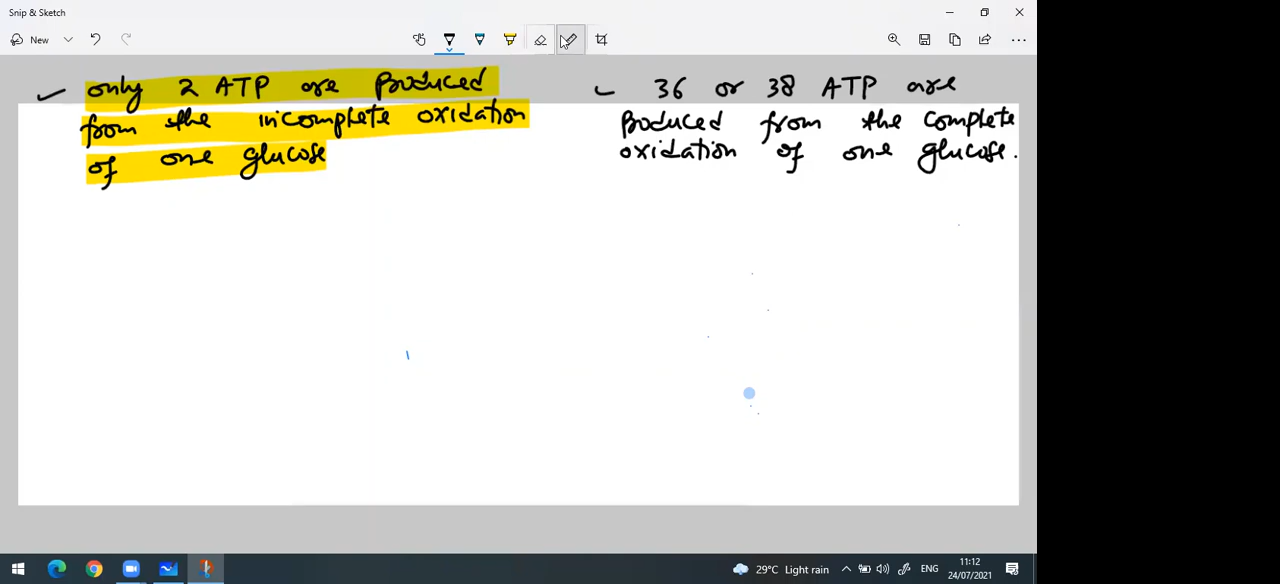 Snip & Sketch
New
only 2 ATP are Produced
from the incomplete oxidation
of one glucose
36 or 38 ATP are
Produced from the complete
oxidation of one glucose.
29°C Light rain
ENG
11:12
24/07/2021